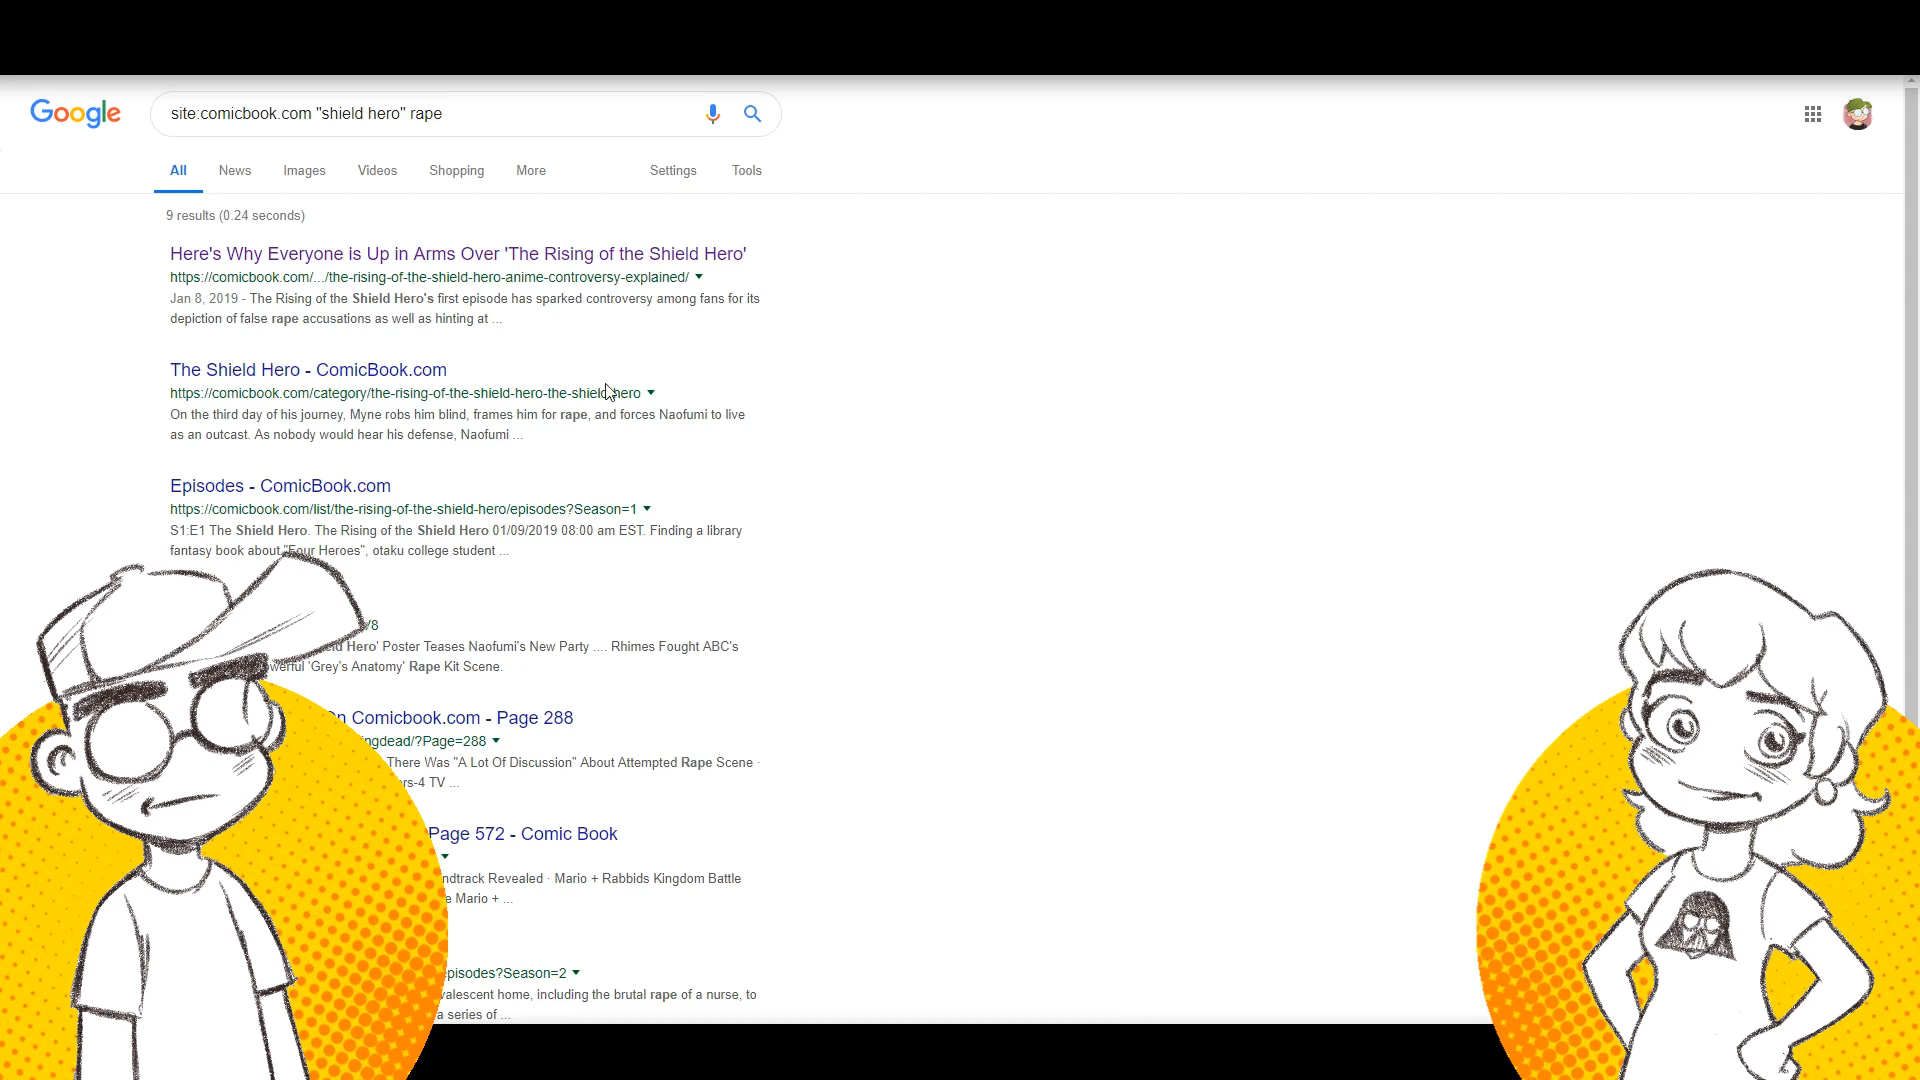 Google
site:comicbook.com "shield hero" rape
All News Images Videos Shopping More Settings Tools
9 results (0.24 seconds)
Here's Why Everyone is Up in Arms Over 'The Rising of the Shield Hero'
https://comicbook.com/.../the-rising-of-the-shield-hero-anime-controversy-explained/
Jan 8, 2019 - The Rising of the Shield Hero's first episode has sparked controversy among fans for its
depiction of false rape accusations as well as hinting at ...
The Shield Hero - ComicBook.com
https://comicbook.com/category/the-rising-of-the-shield-hero-the-shield-hero
On the third day of his journey, Myne robs him blind, frames him for rape, and forces Naofumi to live
as an outcast. As nobody would hear his defense, Naofumi ...
Episodes - ComicBook.com
https://comicbook.com/list/the-rising-of-the-shield-hero/episodes?Season=1
S1:E1 The Shield Hero. The Rising of the Shield Hero 01/09/2019 08:00 am EST. Finding a library
fantasy book about "Four Heroes", otaku college student ...
/8
Hero' Poster Teases Naofumi's New Party .... Rhimes Fought ABC's
'Grey's Anatomy' Rape Kit Scene.
Comicbook.com - Page 288
?Page=288
There Was "A Lot Of Discussion" About Attempted Rape Scene ·
TV ...
Page 572 - Comic Book
Revealed · Mario + Rabbids Kingdom Battle
Mario + ...
episodes?Season=2
home, including the brutal rape of a nurse, to
a series of ...